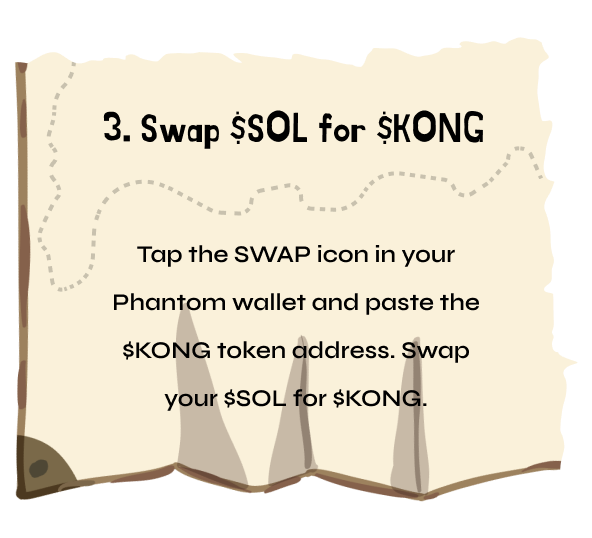 3. Swap $SOL for $KONG
Tap the SWAP icon in your
Phantom wallet and paste the
$KONG token address. Swap
your $SOL for $KONG.